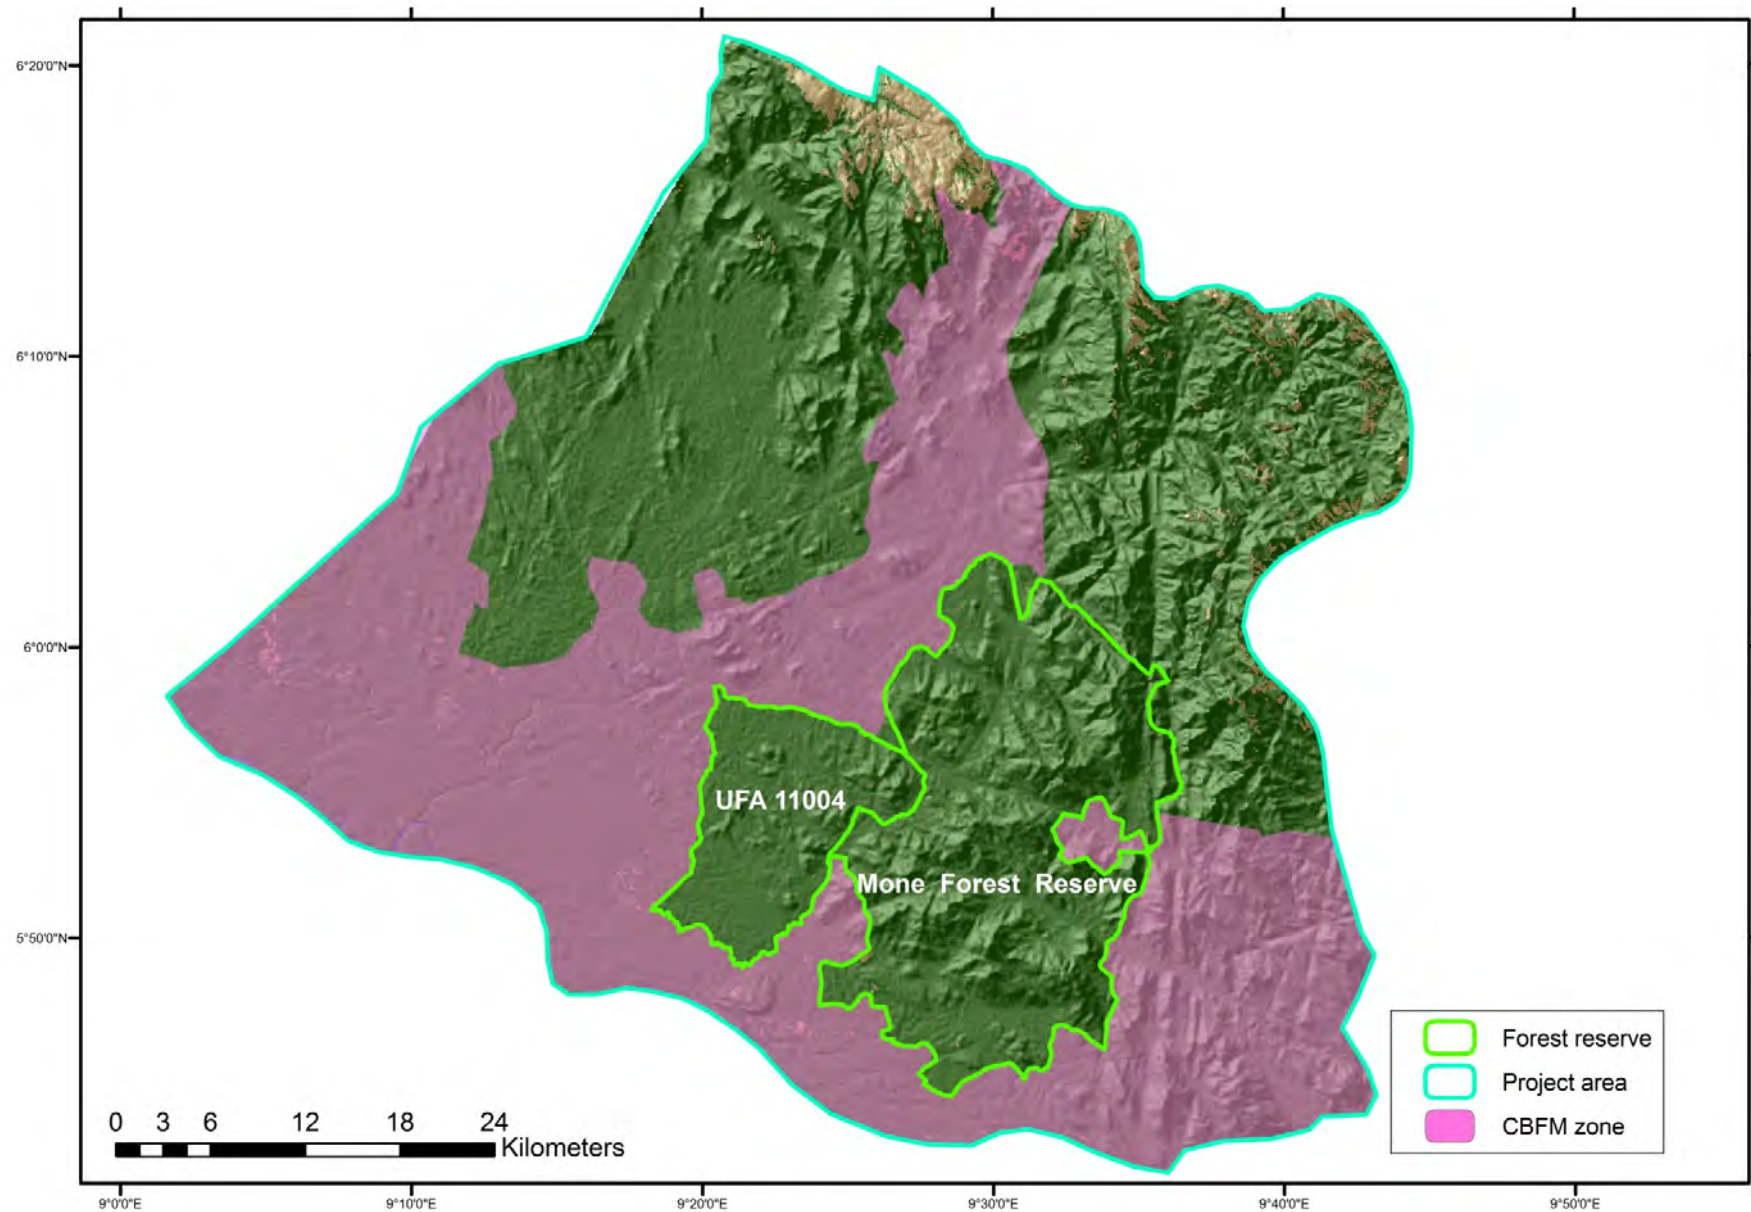 6°20'0"N
6°10'0"N
6°0'0"N
5°50'0"N
UFA 11004
Mone Forest Reserve
0 3 6 12 18 24
Kilometers
Forest reserve
Project area
CBFM zone
9°0'0"E 9°10'0"E 9°20'0"E 9°30'0"E 9°40'0"E 9°50'0"E